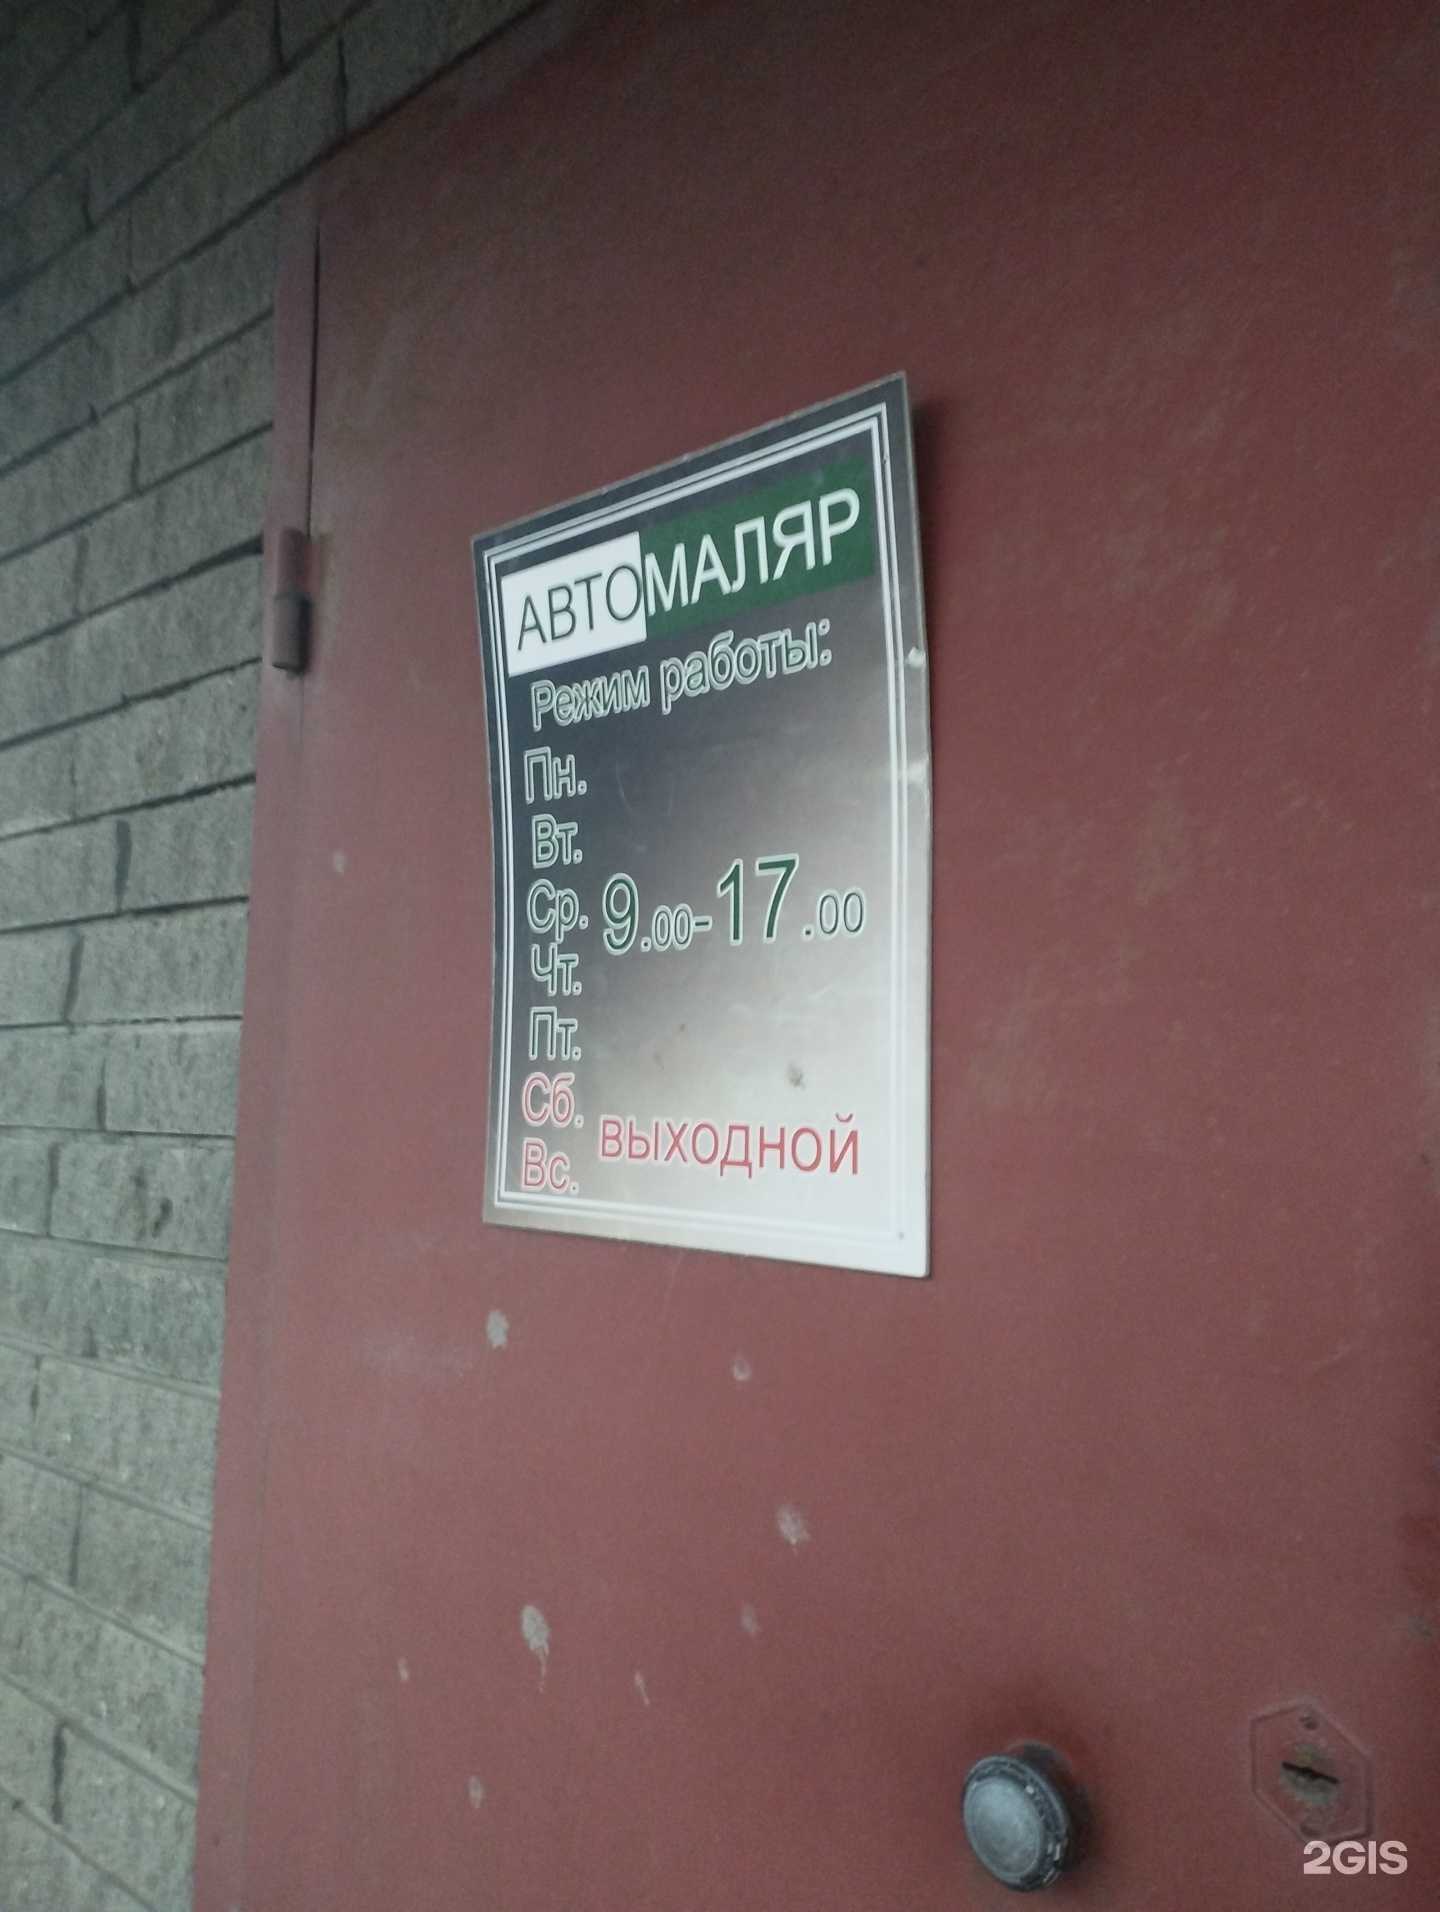 АВТОМАЛЯР
Режим работы:
Пн.
Вт.
Ср. 9.00-17.00
Чт.
Пт.
Сб.
Вс. ВЫХОДНОЙ
2GIS